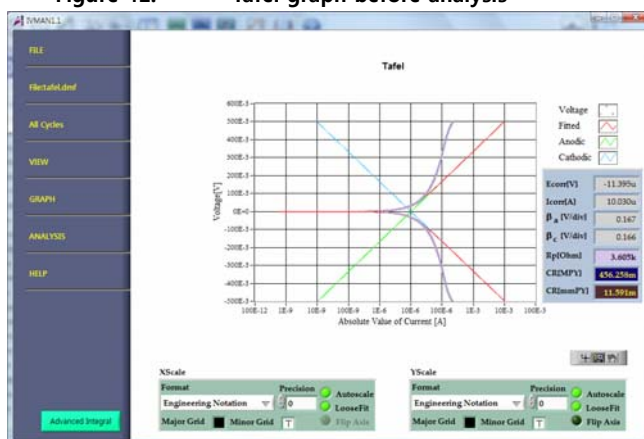 Figure 42. Tafel graph before analysis
IVMAN1.1
FILE
File:tafel.dmf
All Cycles
VIEW
GRAPH
ANALYSIS
HELP
Advanced Integral
Tafel
Voltage
Fitted
Anodic
Cathodic
600E-3
500E-3
400E-3
300E-3
200E-3
100E-3
0E+0
-100E-3
-200E-3
-300E-3
-400E-3
-500E-3
Voltage[V]
100E-12 1E-9 10E-9 100E-9 1E-6 10E-6 100E-6 1E-3 10E-3 100E-3
Absolute Value of Current [A]
Ecorr[V] -11.395u
Icorr[A] 10.030u
βA [V/div] 0.167
βC [V/div] 0.166
Rp[Ohm] 3.605k
CR[MPY] 456.258m
CR[mmPY] 11.591m
XScale
Format Precision
Engineering Notation 0
Autoscale
LooseFit
Major Grid Minor Grid Flip Axis
YScale
Format Precision
Engineering Notation 0
Autoscale
LooseFit
Major Grid Minor Grid Flip Axis